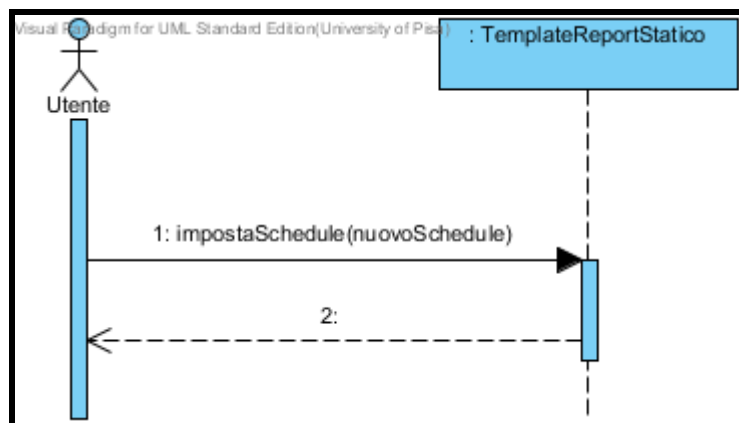 Visual Paradigm for UML Standard Edition(University of Pisa)
: TemplateReportStatico
Utente
1: impostaSchedule(nuovoSchedule)
2: